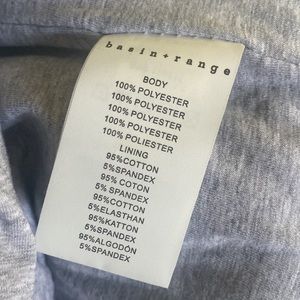 basin+range
BODY
100% POLYESTER
100% POLYESTER
100% POLYESTER
100% POLYESTER
100% POLIESTER
LINING
95%COTTON
5%SPANDEX
95% COTON
5% SPANDEX
95%COTTON
5%ELASTHAN
95%KATTON
5%SPANDEX
95%ALGODÓN
5%SPANDEX